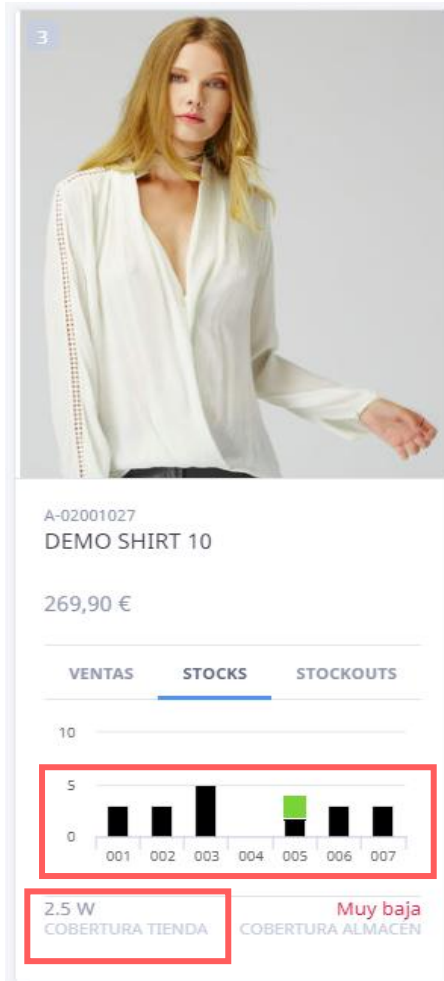 3
A-02001027
DEMO SHIRT 10
269,90 €
VENTAS STOCKS STOCKOUTS
10
5
0
001 002 003 004 005 006 007
2.5 W Muy baja
COBERTURA TIENDA COBERTURA ALMACÉN